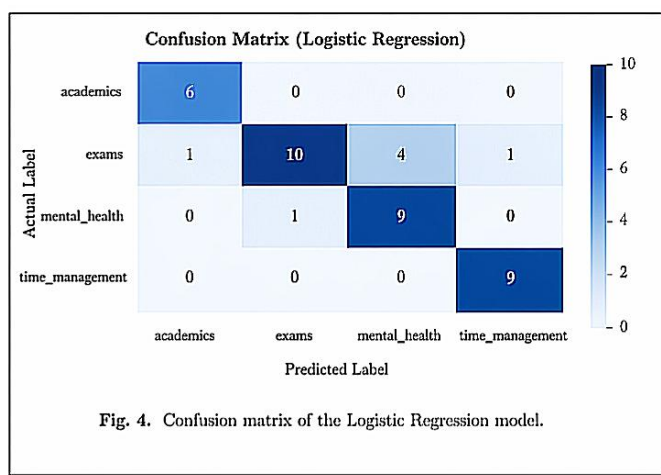 Confusion Matrix (Logistic Regression)
10
academics 6 0 0 0
8
exams 1 10 4 1
6
Actual Label
mental_health 0 1 9 0
4
time_management 0 0 0 9
2
0
academics exams mental_health time_management
Predicted Label
Fig. 4. Confusion matrix of the Logistic Regression model.